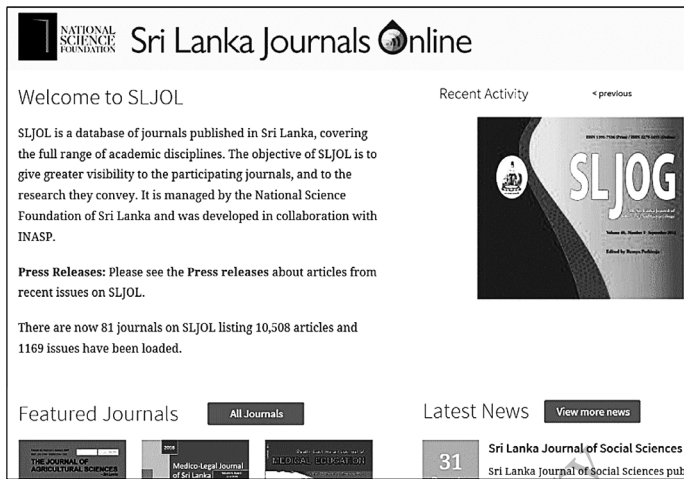 NATIONAL
SCIENCE
FOUNDATION
Sri Lanka Journals Online
Welcome to SLJOL
SLJOL is a database of journals published in Sri Lanka, covering
the full range of academic disciplines. The objective of SLJOL is to
give greater visibility to the participating journals, and to the
research they convey. It is managed by the National Science
Foundation of Sri Lanka and was developed in collaboration with
INASP.
Press Releases: Please see the Press releases about articles from
recent issues on SLJOL.
There are now 81 journals on SLJOL listing 10,508 articles and
1169 issues have been loaded.
Recent Activity
< previous
SLJOG
Featured Journals
All Journals
THE JOURNAL OF
AGRICULTURAL SCIENCES
2016
Medico-Legal Journal
of Sri Lanka
MEDICAL EDUCATION
Latest News
View more news
31
Sri Lanka Journal of Social Sciences
Sri Lanka Journal of Social Sciences pub